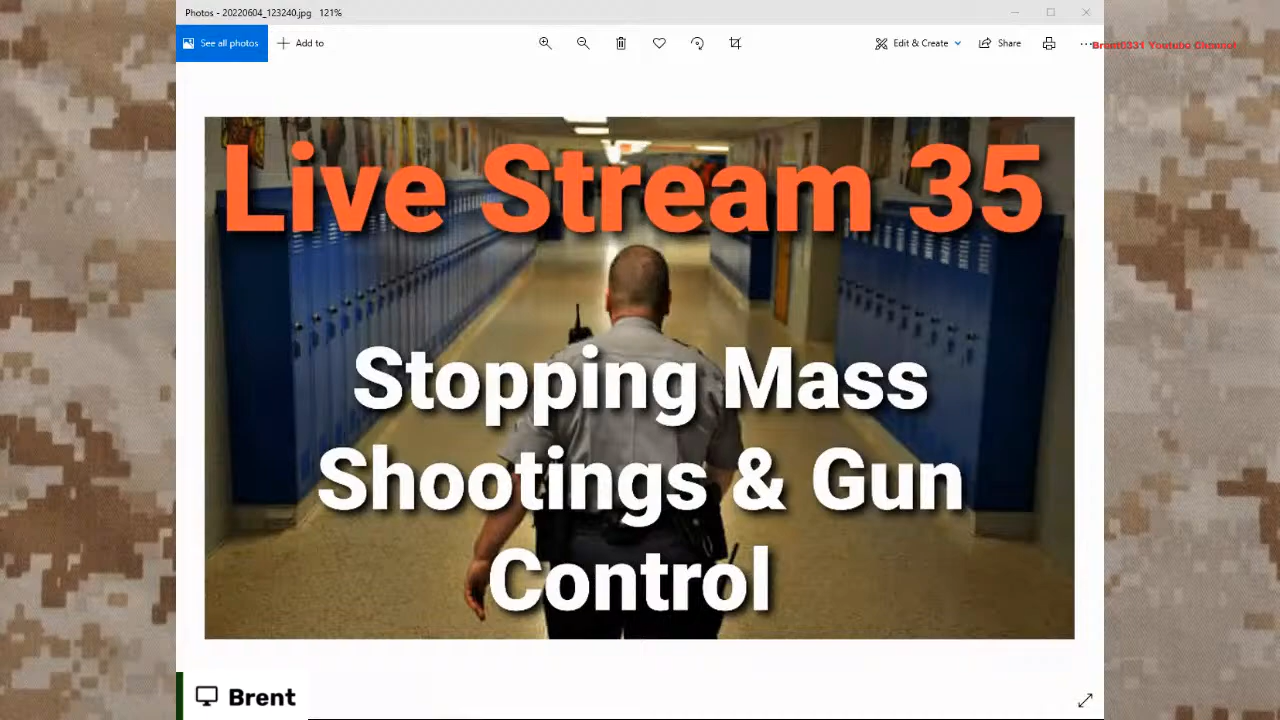 Photos - 20220604_123240.jpg 121%
See all photos
Add to
Edit & Create
Share
Brent0331 Youtube Channel
Live Stream 35
Stopping Mass
Shootings & Gun
Control
Brent